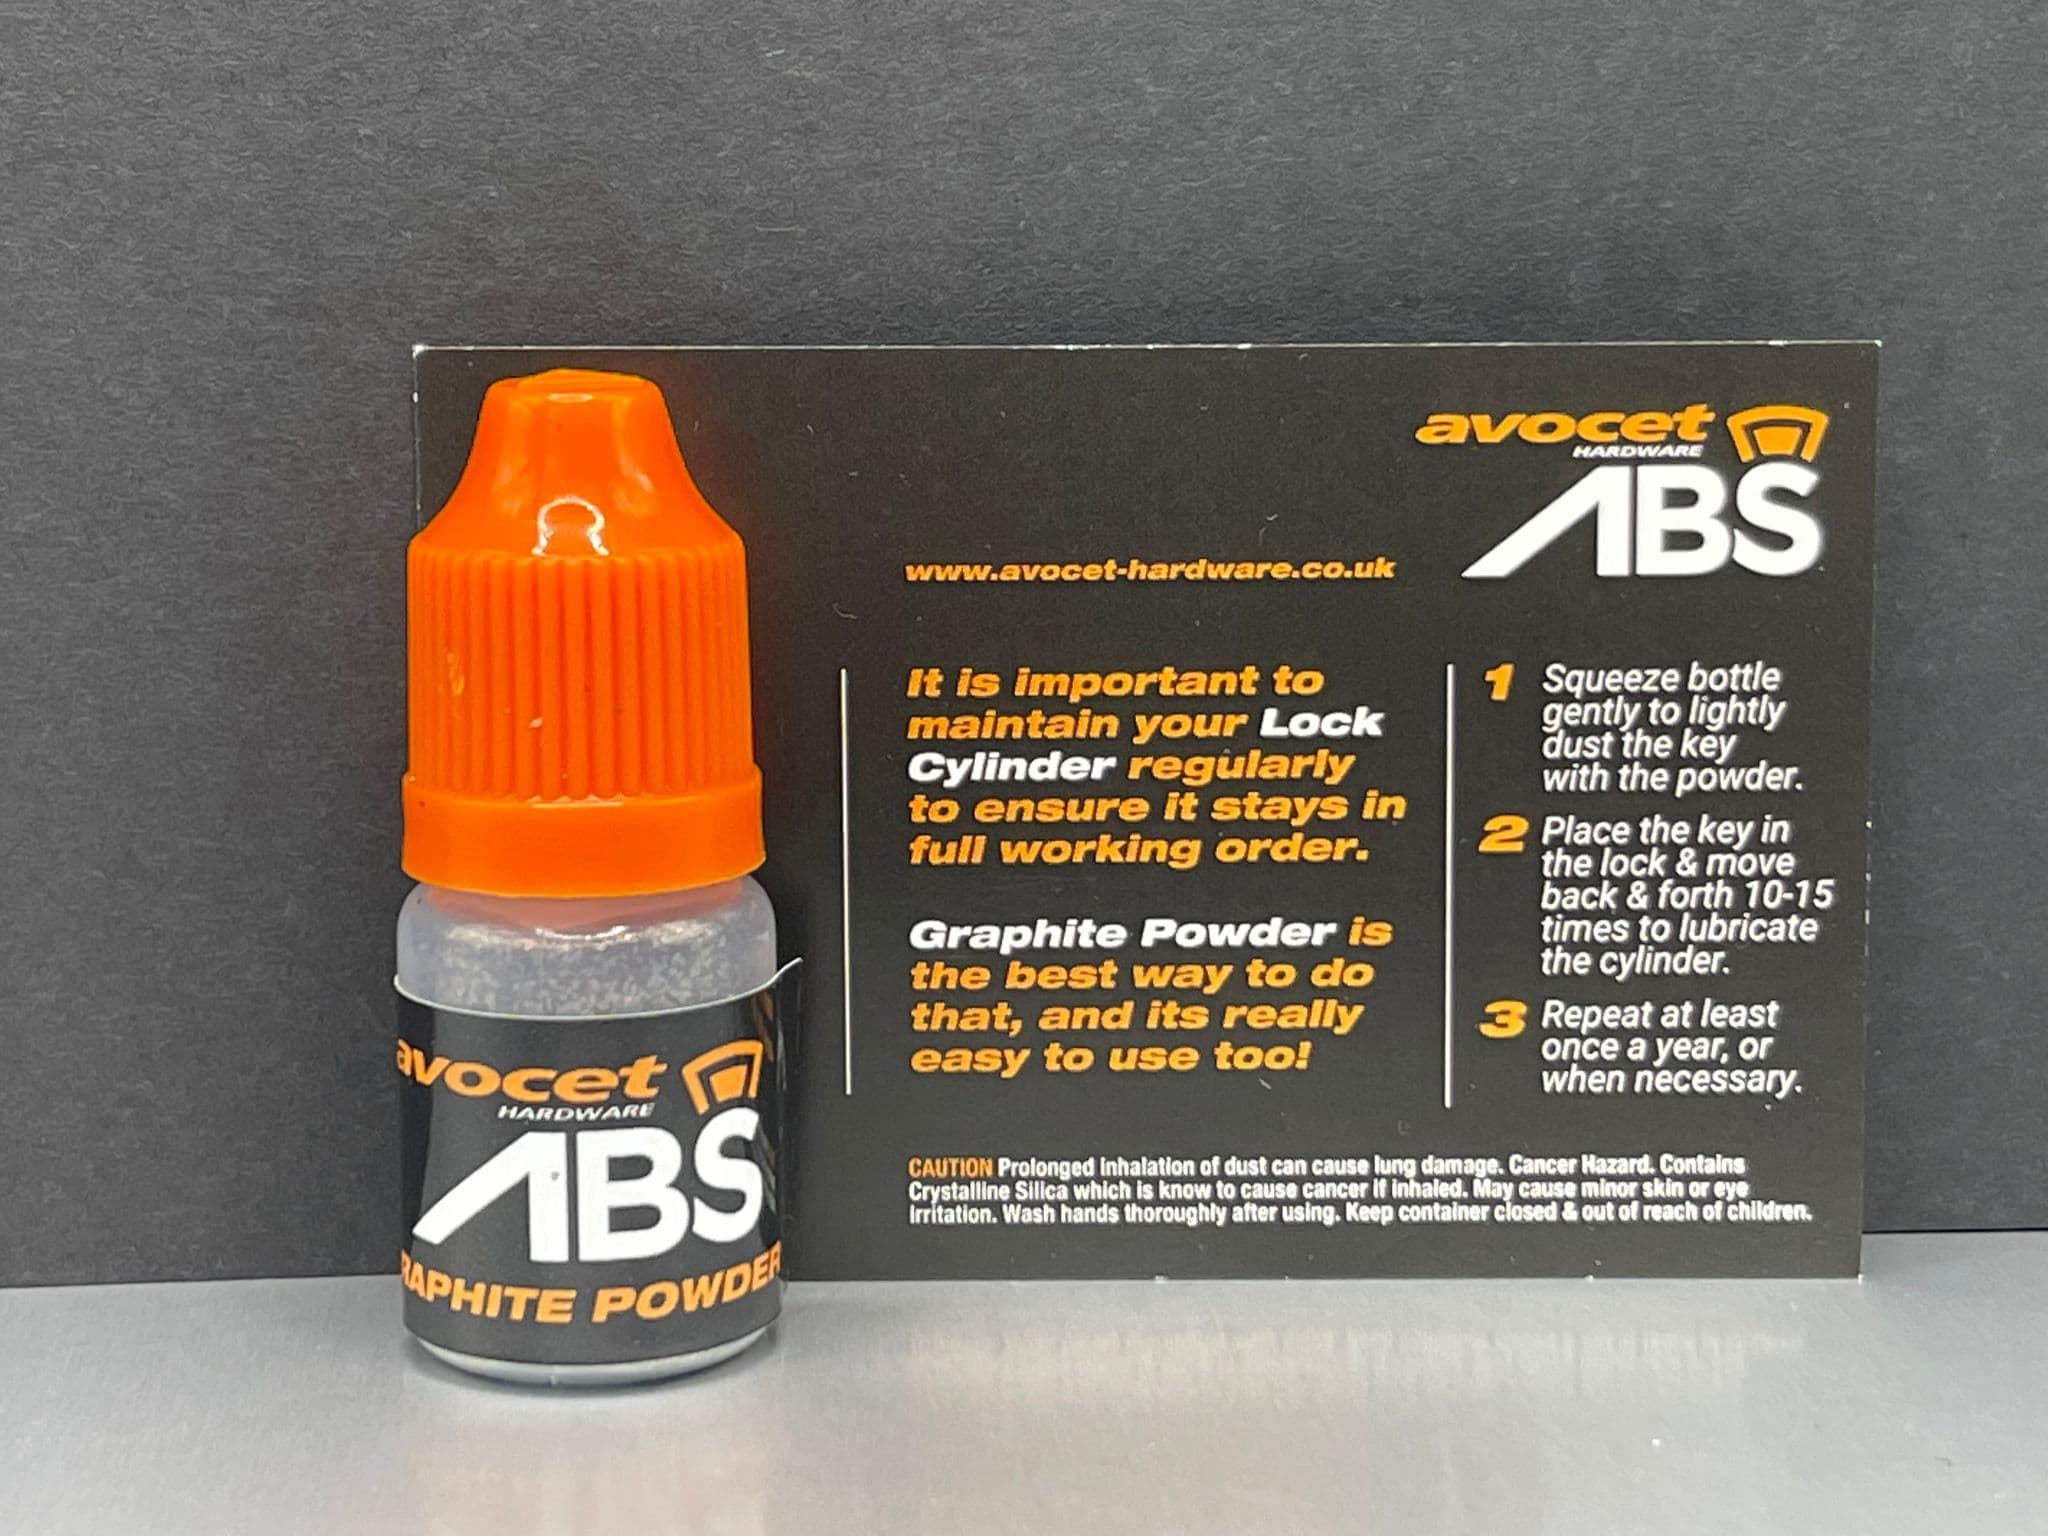 avocet
HARDWARE
ABS
RAPHITE POWDER
avocet
HARDWARE
ABS
www.avocet-hardware.co.uk
It is important to
maintain your Lock
Cylinder regularly
to ensure it stays in
full working order.
Graphite Powder is
the best way to do
that, and its really
easy to use too!
1 Squeeze bottle
gently to lightly
dust the key
with the powder.
2 Place the key in
the lock & move
back & forth 10-15
times to lubricate
the cylinder.
3 Repeat at least
once a year, or
when necessary.
CAUTION Prolonged inhalation of dust can cause lung damage. Cancer Hazard. Contains
Crystalline Silica which is know to cause cancer if inhaled. May cause minor skin or eye
irritation. Wash hands thoroughly after using. Keep container closed & out of reach of children.